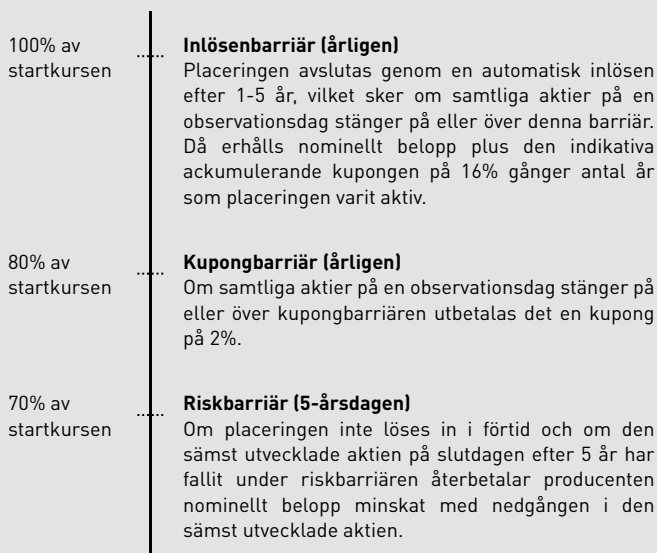 100% av
startkursen
Inlösenbarriär (årligen)
Placeringen avslutas genom en automatisk inlösen
efter 1-5 år, vilket sker om samtliga aktier på en
observationsdag stänger på eller över denna barriär.
Då erhålls nominellt belopp plus den indikativa
ackumulerande kupongen på 16% gånger antal år
som placeringen varit aktiv.
80% av
startkursen
Kupongbarriär (årligen)
Om samtliga aktier på en observationsdag stänger på
eller över kupongbarriären utbetalas det en kupong
på 2%.
70% av
startkursen
Riskbarriär (5-årsdagen)
Om placeringen inte löses in i förtid och om den
sämst utvecklade aktien på slutdagen efter 5 år har
fallit under riskbarriären återbetalar producenten
nominellt belopp minskat med nedgången i den
sämst utvecklade aktien.